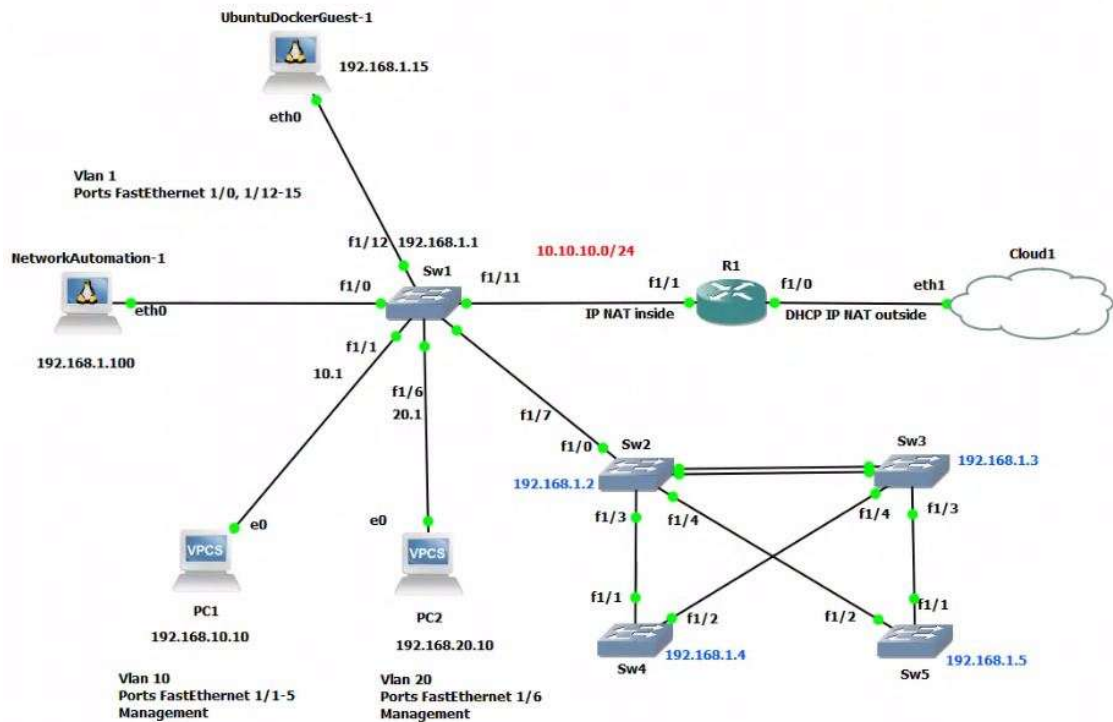 UbuntuDockerGuest-1
192.168.1.15
eth0
Vlan 1
Ports FastEthernet 1/0, 1/12-15
f1/12 192.168.1.1
10.10.10.0/24
NetworkAutomation-1
Sw1
R1
Cloud1
f1/0
f1/11
f1/1
f1/0
eth1
eth0
IP NAT inside
DHCP IP NAT outside
192.168.1.100
f1/1
10.1
f1/6
20.1
f1/7
f1/0
Sw2
Sw3
192.168.1.2
192.168.1.3
f1/3
f1/4
f1/4
f1/3
e0
e0
VPCS
VPCS
f1/1
f1/2
f1/2
f1/1
PC1
PC2
192.168.10.10
192.168.20.10
Sw4
192.168.1.4
192.168.1.5
Sw5
Vlan 10
Ports FastEthernet 1/1-5
Management
Vlan 20
Ports FastEthernet 1/6
Management